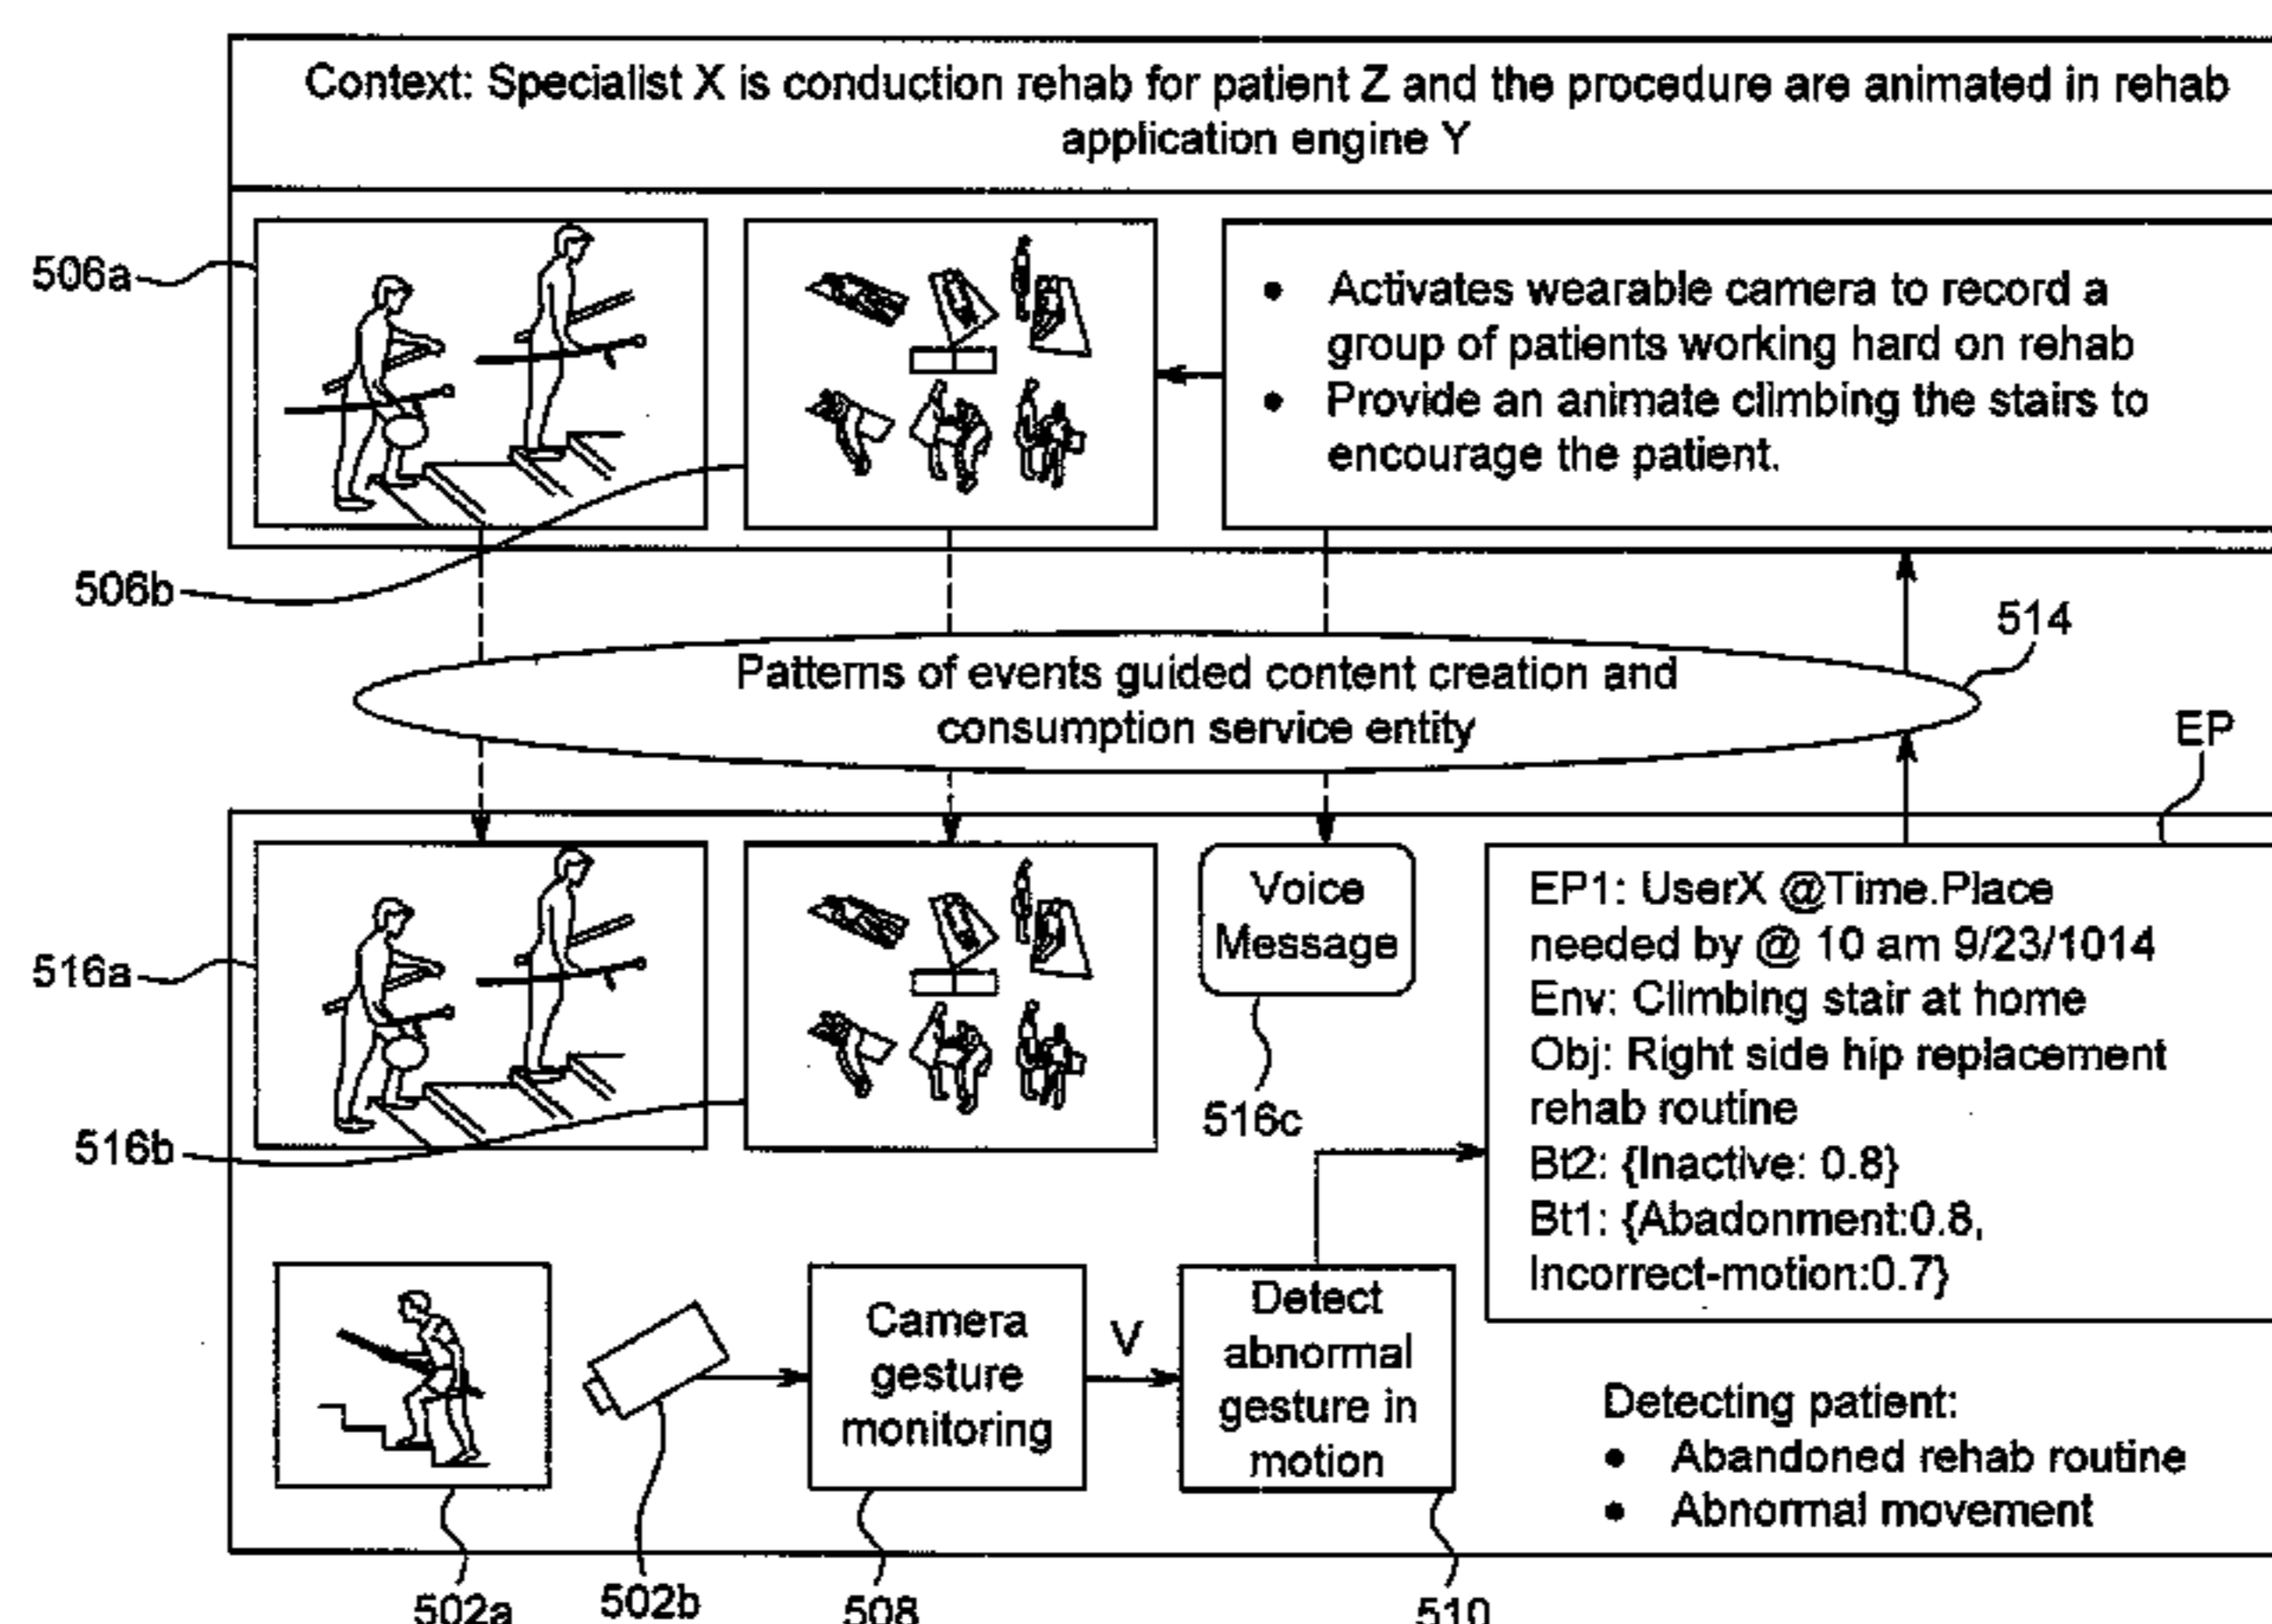 Context: Specialist X is conduction rehab for patient Z and the procedure are animated in rehab
application engine Y
506a
• Activates wearable camera to record a
group of patients working hard on rehab
• Provide an animate climbing the stairs to
encourage the patient.
506b
514
Patterns of events guided content creation and
consumption service entity
EP
516a
Voice
Message
516c
EP1: UserX @Time.Place
needed by @ 10 am 9/23/1014
Env: Climbing stair at home
Obj: Right side hip replacement
rehab routine
Bt2: {Inactive: 0.8}
Bt1: {Abadonment:0.8,
Incorrect-motion:0.7}
516b
Camera
gesture
monitoring
V
Detect
abnormal
gesture in
motion
Detecting patient:
• Abandoned rehab routine
• Abnormal movement
502a
502b
508
510